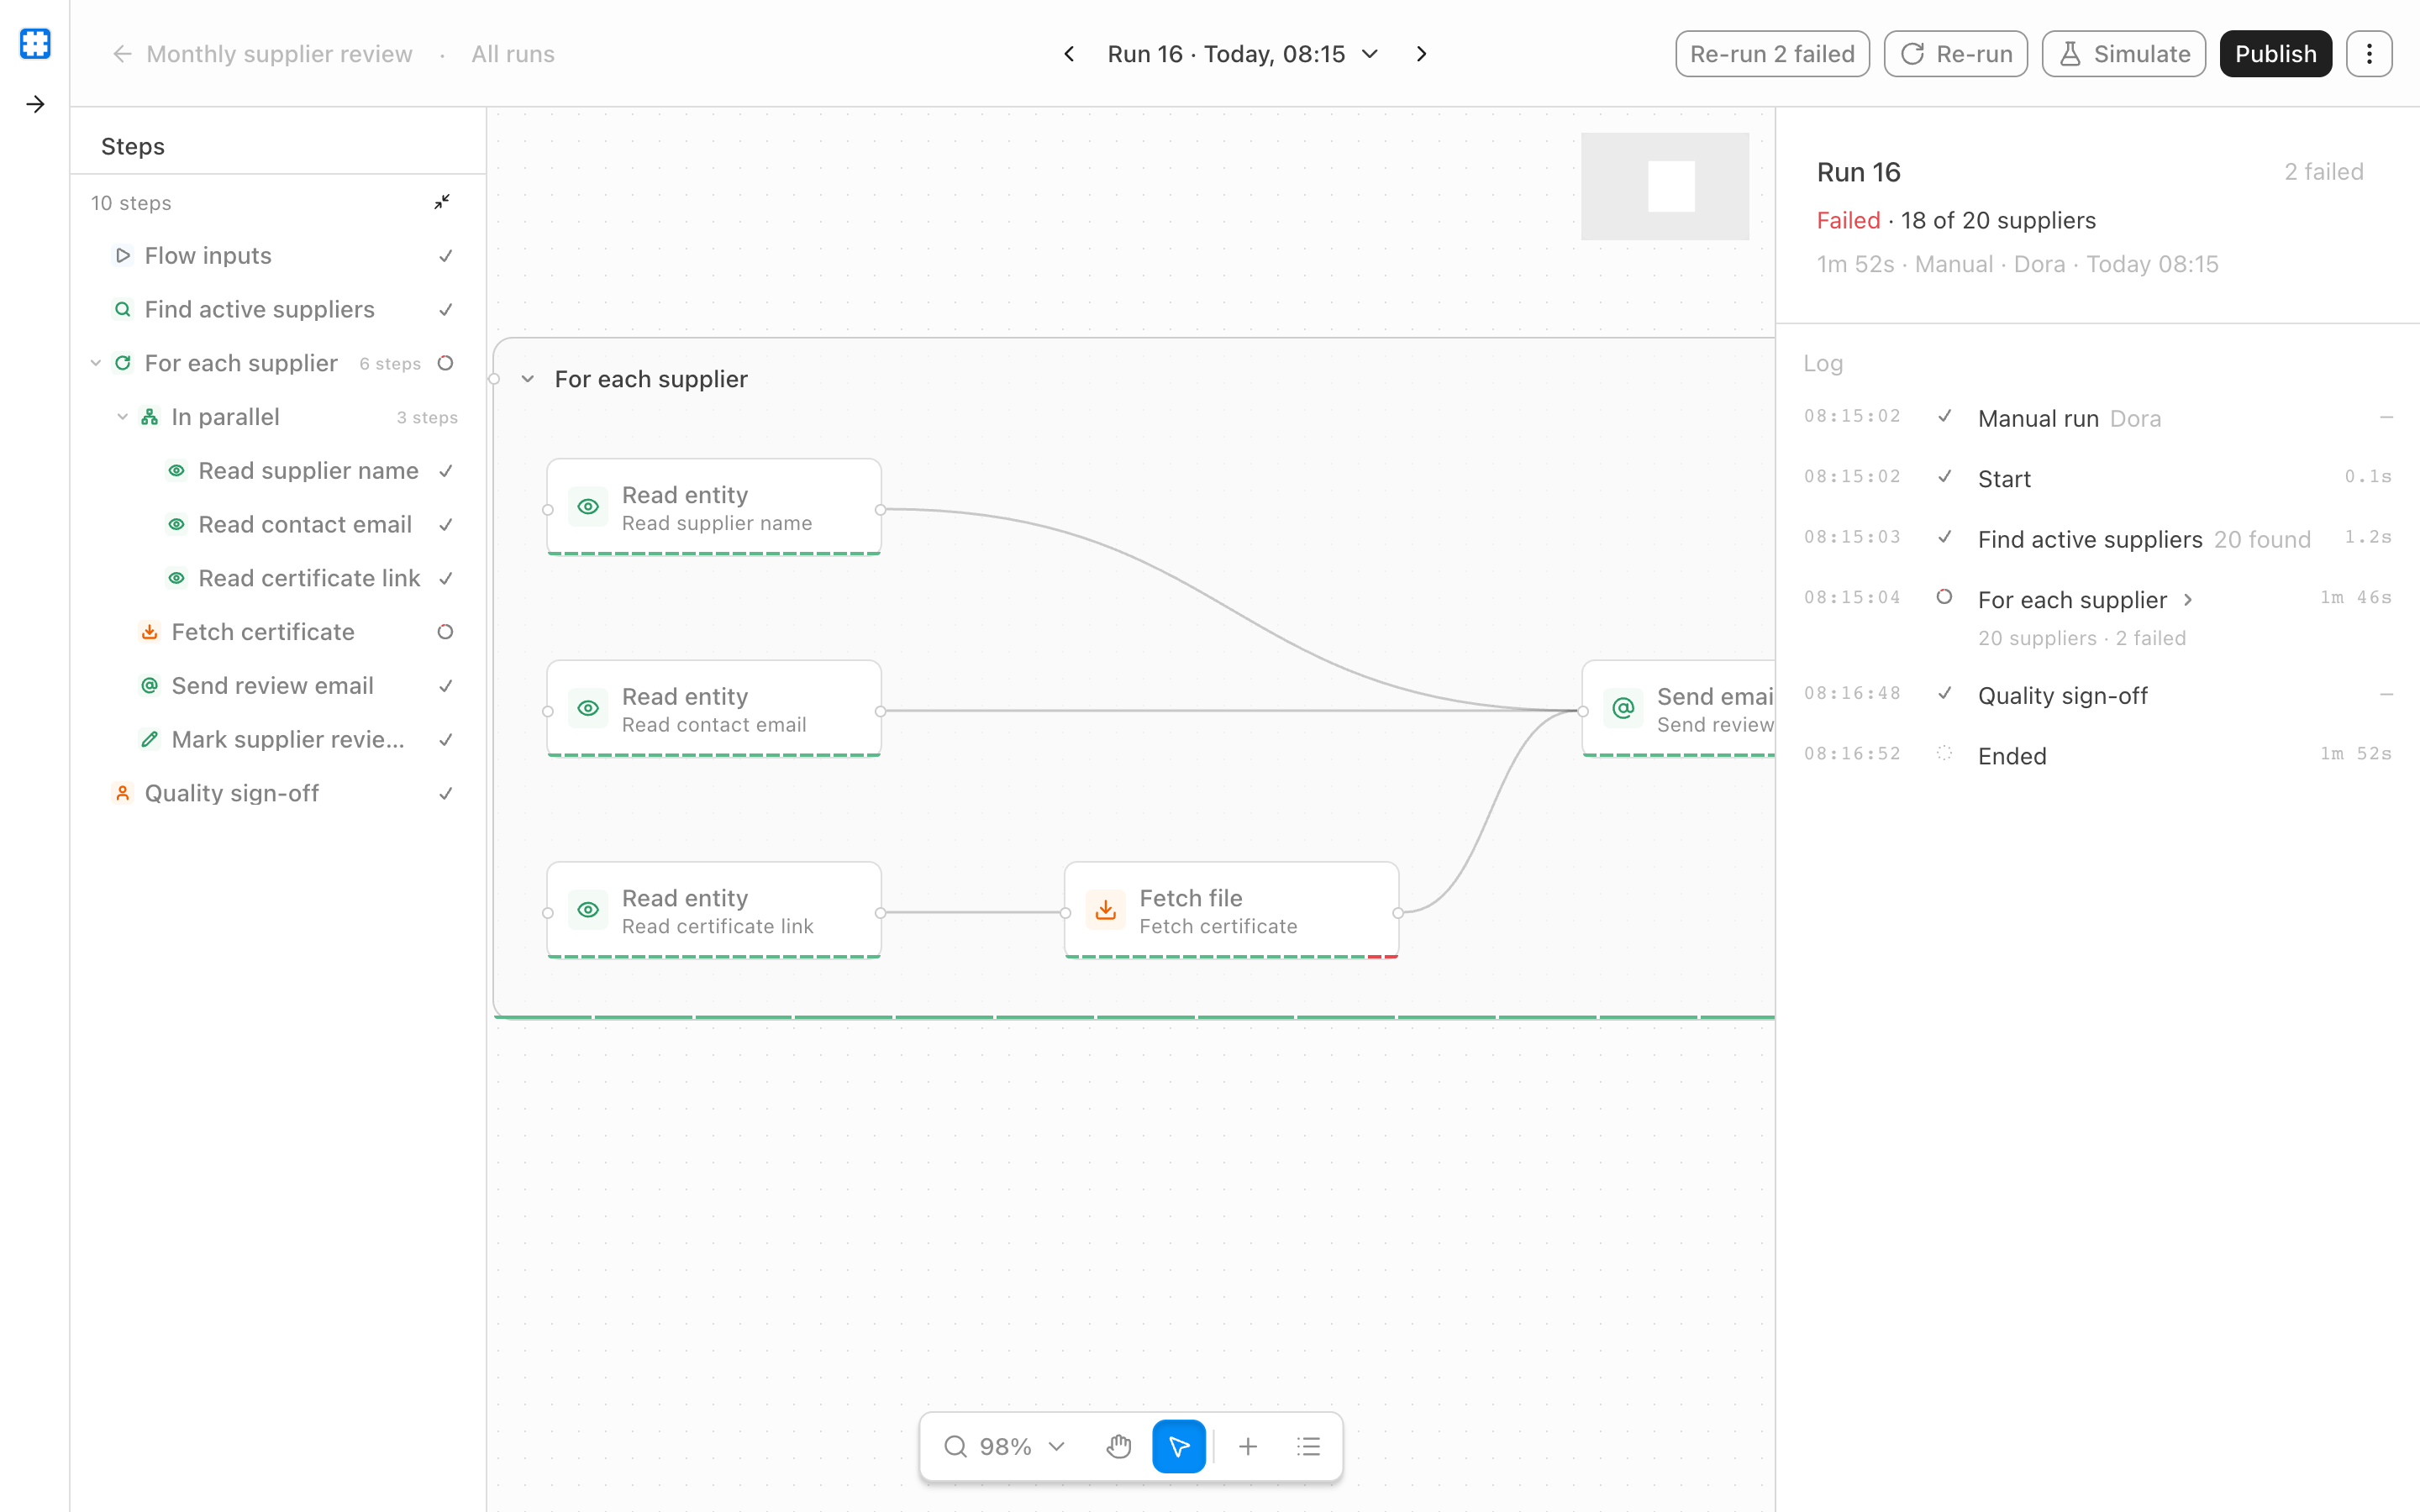 Monthly supplier review · All runs
Run 16 · Today, 08:15
Re-run 2 failed
Re-run
Simulate
Publish
Steps
10 steps
Flow inputs
Find active suppliers
For each supplier 6 steps
In parallel 3 steps
Read supplier name
Read contact email
Read certificate link
Fetch certificate
Send review email
Mark supplier revie...
Quality sign-off
For each supplier
Read entity
Read supplier name
Read entity
Read contact email
Send emai
Send review
Read entity
Read certificate link
Fetch file
Fetch certificate
98%
Run 16 2 failed
Failed · 18 of 20 suppliers
1m 52s · Manual · Dora · Today 08:15
Log
08:15:02 Manual run Dora –
08:15:02 Start 0.1s
08:15:03 Find active suppliers 20 found 1.2s
08:15:04 For each supplier 1m 46s
20 suppliers · 2 failed
08:16:48 Quality sign-off –
08:16:52 Ended 1m 52s